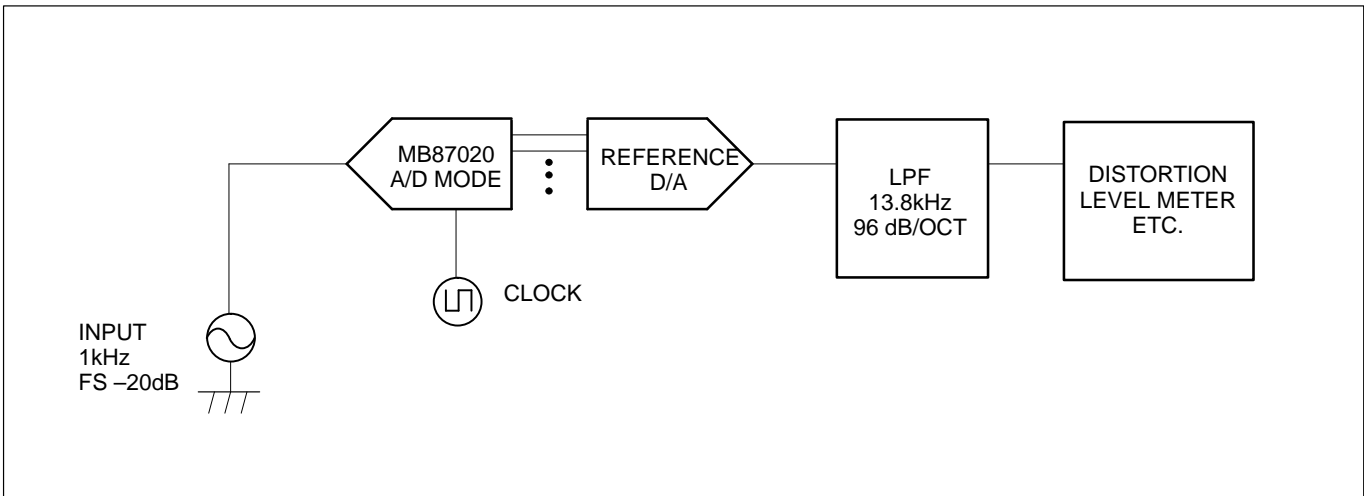 MB87020
A/D MODE
REFERENCE
D/A
LPF
13.8kHz
96 dB/OCT
DISTORTION
LEVEL METER
ETC.
CLOCK
INPUT
1kHz
FS –20dB